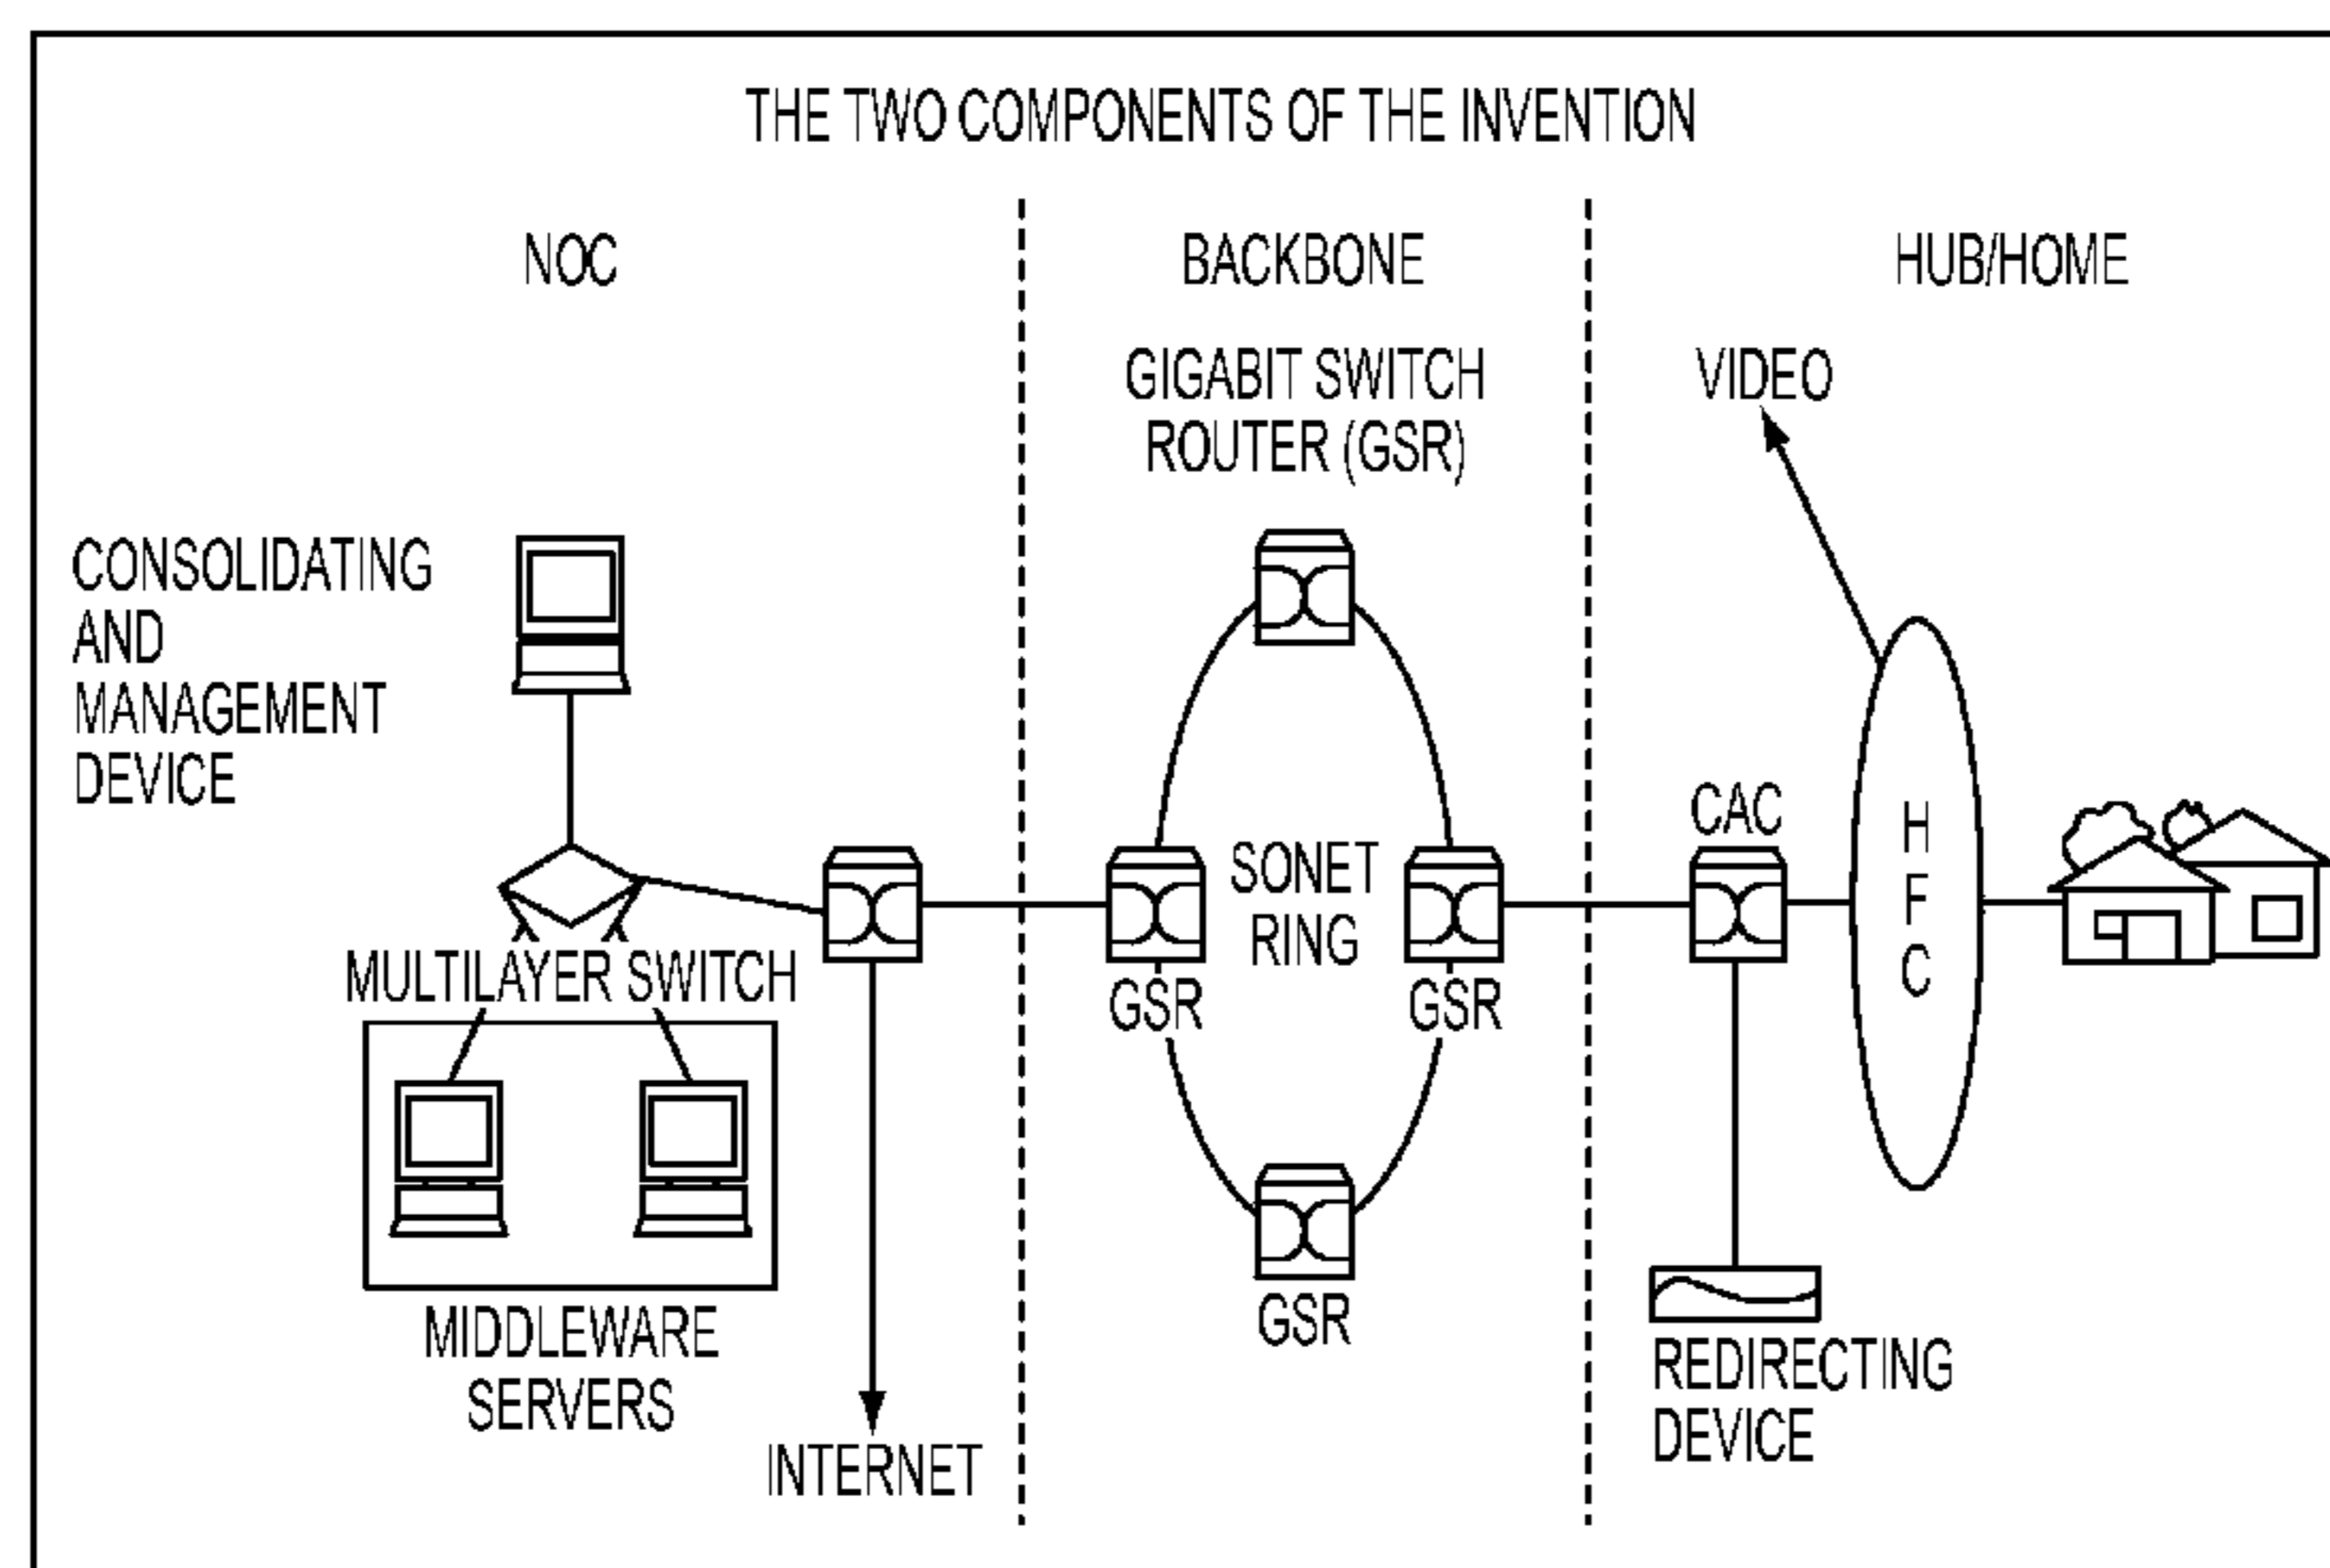 THE TWO COMPONENTS OF THE INVENTION
NOC
BACKBONE
HUB/HOME
GIGABIT SWITCH
ROUTER (GSR)
VIDEO
CONSOLIDATING
AND
MANAGEMENT
DEVICE
CAC
SONET
RING
H
F
C
MULTILAYER SWITCH
GSR
GSR
MIDDLEWARE
SERVERS
GSR
REDIRECTING
DEVICE
INTERNET